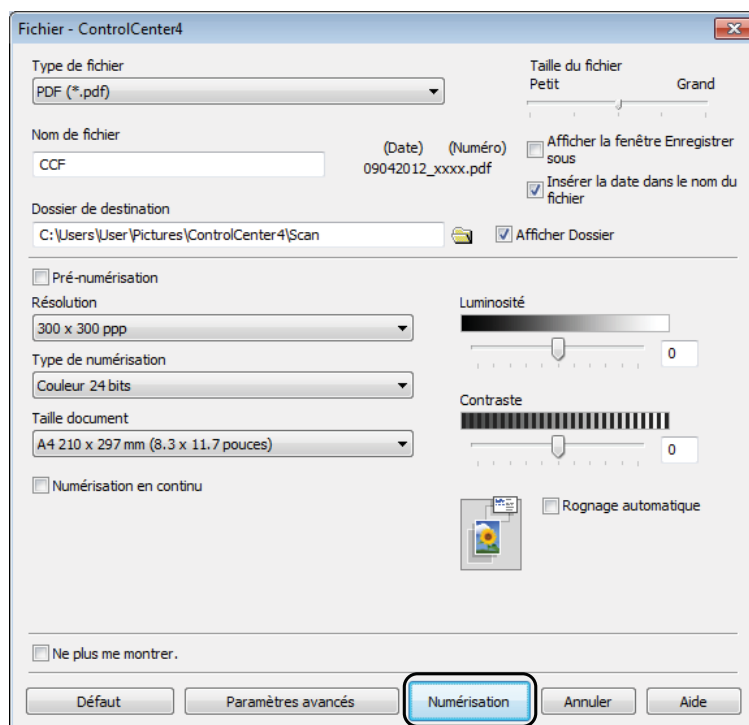 Fichier - ControlCenter4
Type de fichier
PDF (*.pdf)
Taille du fichier
Petit Grand
Nom de fichier
CCF
(Date) (Numéro)
09042012_xxxx.pdf
Afficher la fenêtre Enregistrer
sous
Insérer la date dans le nom du
fichier
Dossier de destination
C:\Users\User\Pictures\ControlCenter4\Scan
Afficher Dossier
Pré-numérisation
Résolution
300 x 300 ppp
Type de numérisation
Couleur 24 bits
Taille document
A4 210 x 297 mm (8.3 x 11.7 pouces)
Numérisation en continu
Luminosité
0
Contraste
0
Rognage automatique
Ne plus me montrer.
Défaut Paramètres avancés Numérisation Annuler Aide